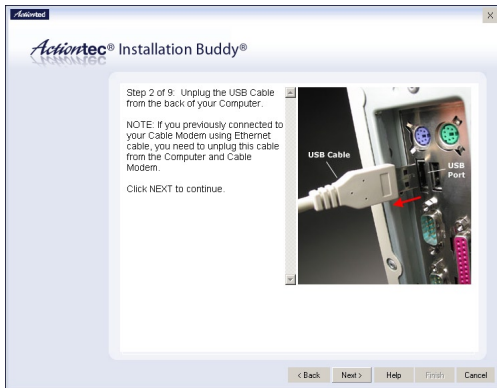 Actiontec
X
Actiontec® Installation Buddy®
Step 2 of 9: Unplug the USB Cable
from the back of your Computer.
NOTE: If you previously connected to
your Cable Modem using Ethernet
cable, you need to unplug this cable
from the Computer and Cable
Modem.
Click NEXT to continue.
USB Cable
USB
Port
< Back Next > Help Finish Cancel